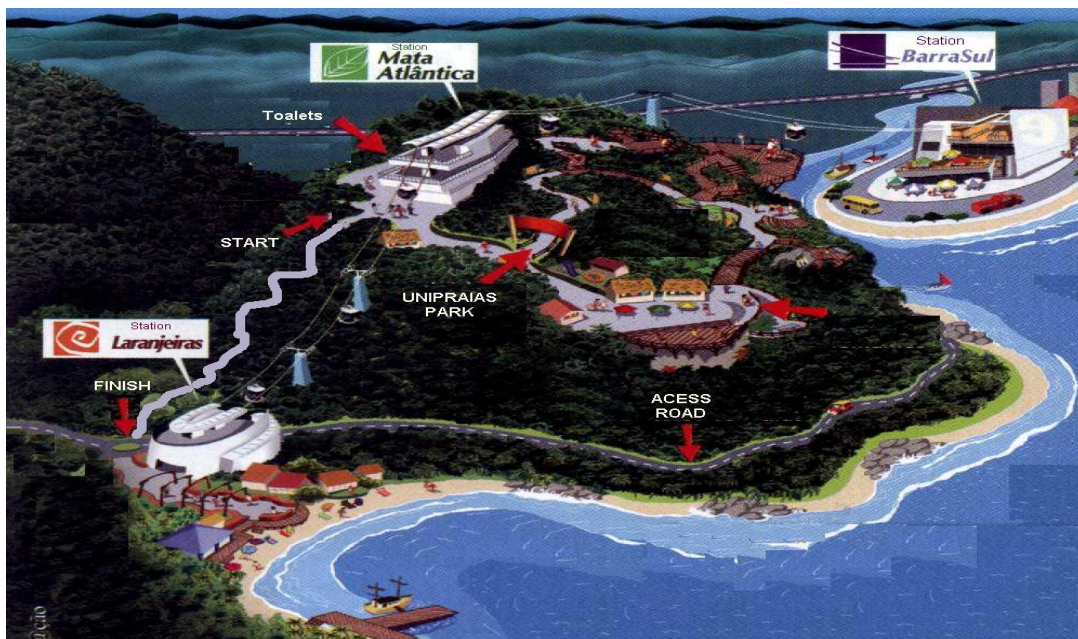 Station
Mata
Atlântica
Station
BarraSul
Toalets
START
UNIPRAIAS
PARK
Station
Laranjeiras
FINISH
ACESS
ROAD